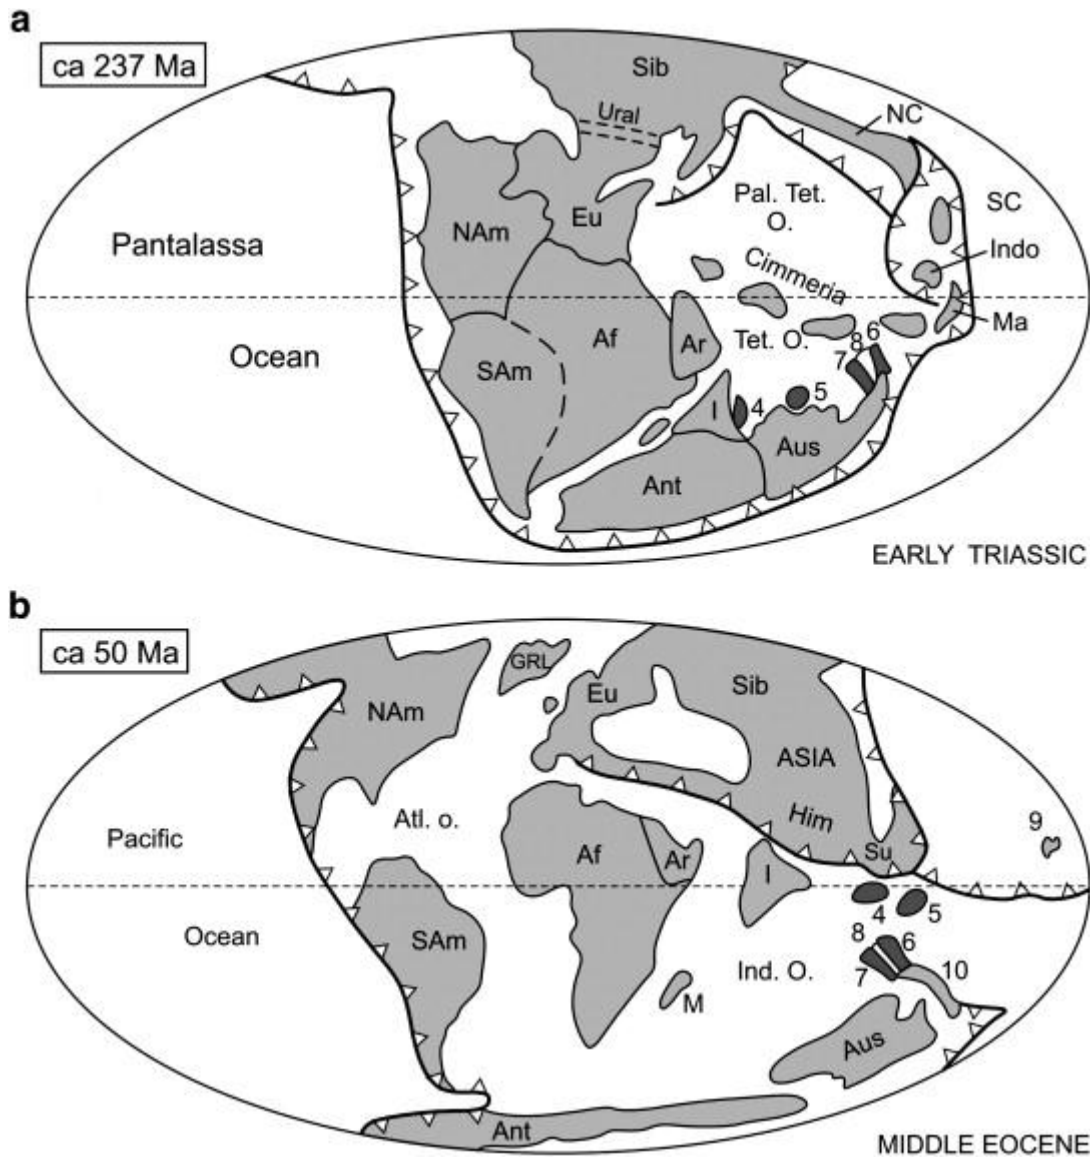 a
ca 237 Ma
Sib
Ural
NC
Pal. Tet.
O.
SC
Eu
NAm
Pantalassa
Cimmeria
Indo
Ma
Ocean
Af
Ar
Tet. O.
8 6
7
SAm
I
4
5
Aus
Ant
EARLY TRIASSIC
b
ca 50 Ma
GRL
Eu
Sib
NAm
ASIA
Him
Atl. o.
Pacific
9
Su
Af
Ar
I
4
5
Ocean
SAm
8
6
7
10
Ind. O.
M
Aus
Ant
MIDDLE EOCENE